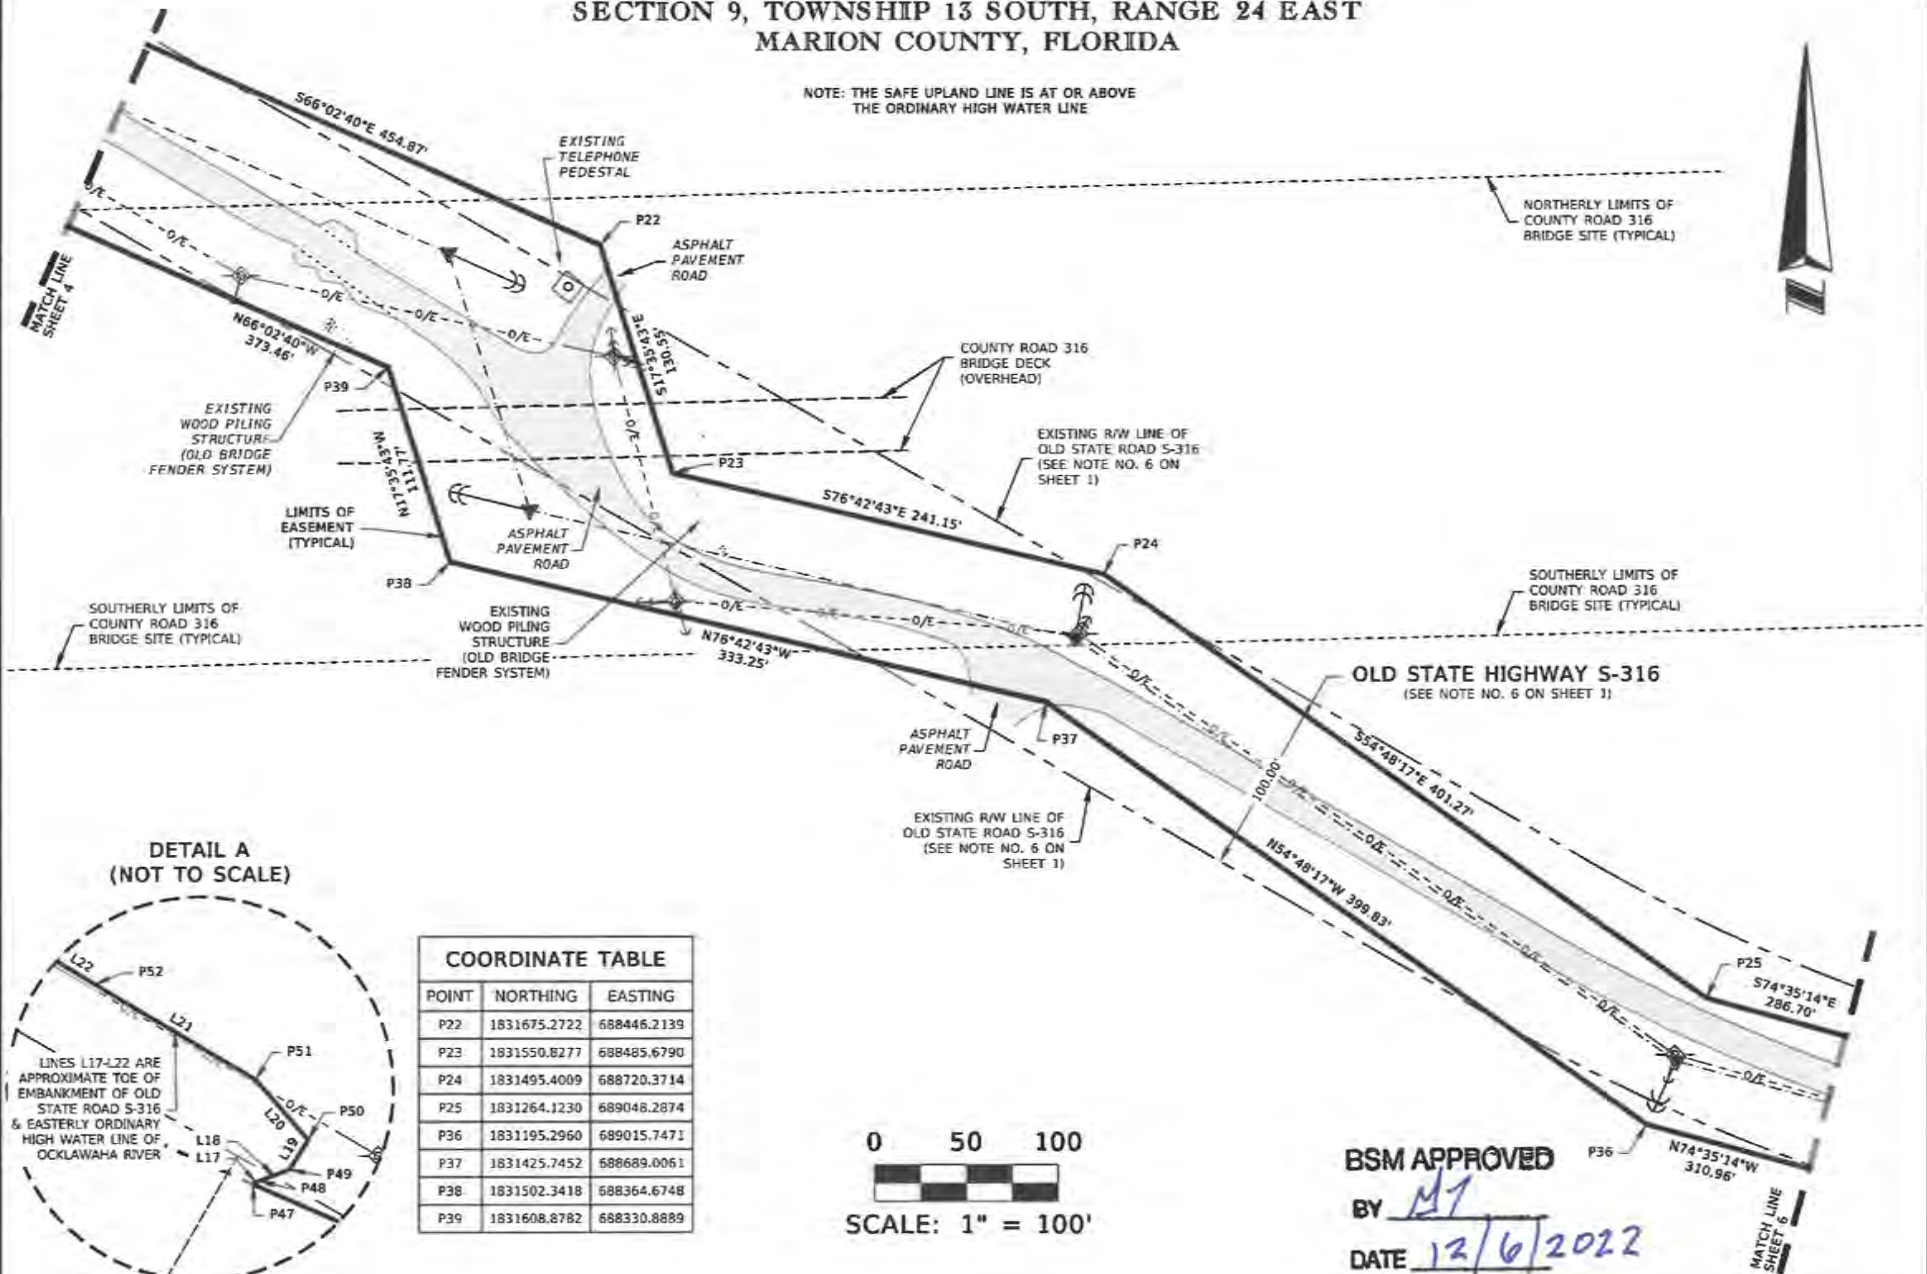 SECTION 9, TOWNSHIP 13 SOUTH, RANGE 24 EAST
MARION COUNTY, FLORIDA
NOTE: THE SAFE UPLAND LINE IS AT OR ABOVE
THE ORDINARY HIGH WATER LINE
S66°02'40"E 454.87'
EXISTING
TELEPHONE
PEDESTAL
P22
ASPHALT
PAVEMENT
ROAD
NORTHERLY LIMITS OF
COUNTY ROAD 316
BRIDGE SITE (TYPICAL)
N
O/E
O/E
O/E
O/E
O/E
MATCH LINE
SHEET 4
N66°02'40"W
373.46'
P39
S17°35'43"E
130.55'
COUNTY ROAD 316
BRIDGE DECK
(OVERHEAD)
EXISTING
WOOD PILING
STRUCTURE
(OLD BRIDGE
FENDER SYSTEM)
N17°35'43"W
111.77'
O/E
P23
EXISTING R/W LINE OF
OLD STATE ROAD S-316
(SEE NOTE NO. 6 ON
SHEET 1)
S76°42'43"E 241.15'
LIMITS OF
EASEMENT
(TYPICAL)
ASPHALT
PAVEMENT
ROAD
O/E
P24
P38
SOUTHERLY LIMITS OF
COUNTY ROAD 316
BRIDGE SITE (TYPICAL)
SOUTHERLY LIMITS OF
COUNTY ROAD 316
BRIDGE SITE (TYPICAL)
EXISTING
WOOD PILING
STRUCTURE
(OLD BRIDGE
FENDER SYSTEM)
O/E
O/E
O/E
O/E
N76°42'43"W
333.25'
O/E
OLD STATE HIGHWAY S-316
(SEE NOTE NO. 6 ON SHEET 1)
ASPHALT
PAVEMENT
ROAD
P37
O/E
100.00'
S54°48'17"E 401.27'
O/E
EXISTING R/W LINE OF
OLD STATE ROAD S-316
(SEE NOTE NO. 6 ON
SHEET 1)
N54°48'17"W 399.83'
O/E
O/E
O/E
O/E
P25
S74°35'14"E
286.70'
O/E
P36
N74°35'14"W
310.96'
MATCH LINE
SHEET 6
DETAIL A
(NOT TO SCALE)
L22
P52
O/E
L21
P51
LINES L17-L22 ARE
APPROXIMATE TOE OF
EMBANKMENT OF OLD
STATE ROAD S-316
& EASTERLY ORDINARY
HIGH WATER LINE OF
OCKLAWAHA RIVER
O/E
P50
L20
L19
L18
L17
P49
P48
P47
COORDINATE TABLE
POINT NORTHING EASTING
P22 1831675.2722 688446.2139
P23 1831550.8277 688485.6790
P24 1831495.4009 688720.3714
P25 1831264.1230 689048.2874
P36 1831195.2960 689015.7471
P37 1831425.7452 688689.0061
P38 1831502.3418 688364.6748
P39 1831608.8782 688330.8889
0 50 100
SCALE: 1" = 100'
BSM APPROVED
BY
DATE 12/6/2022